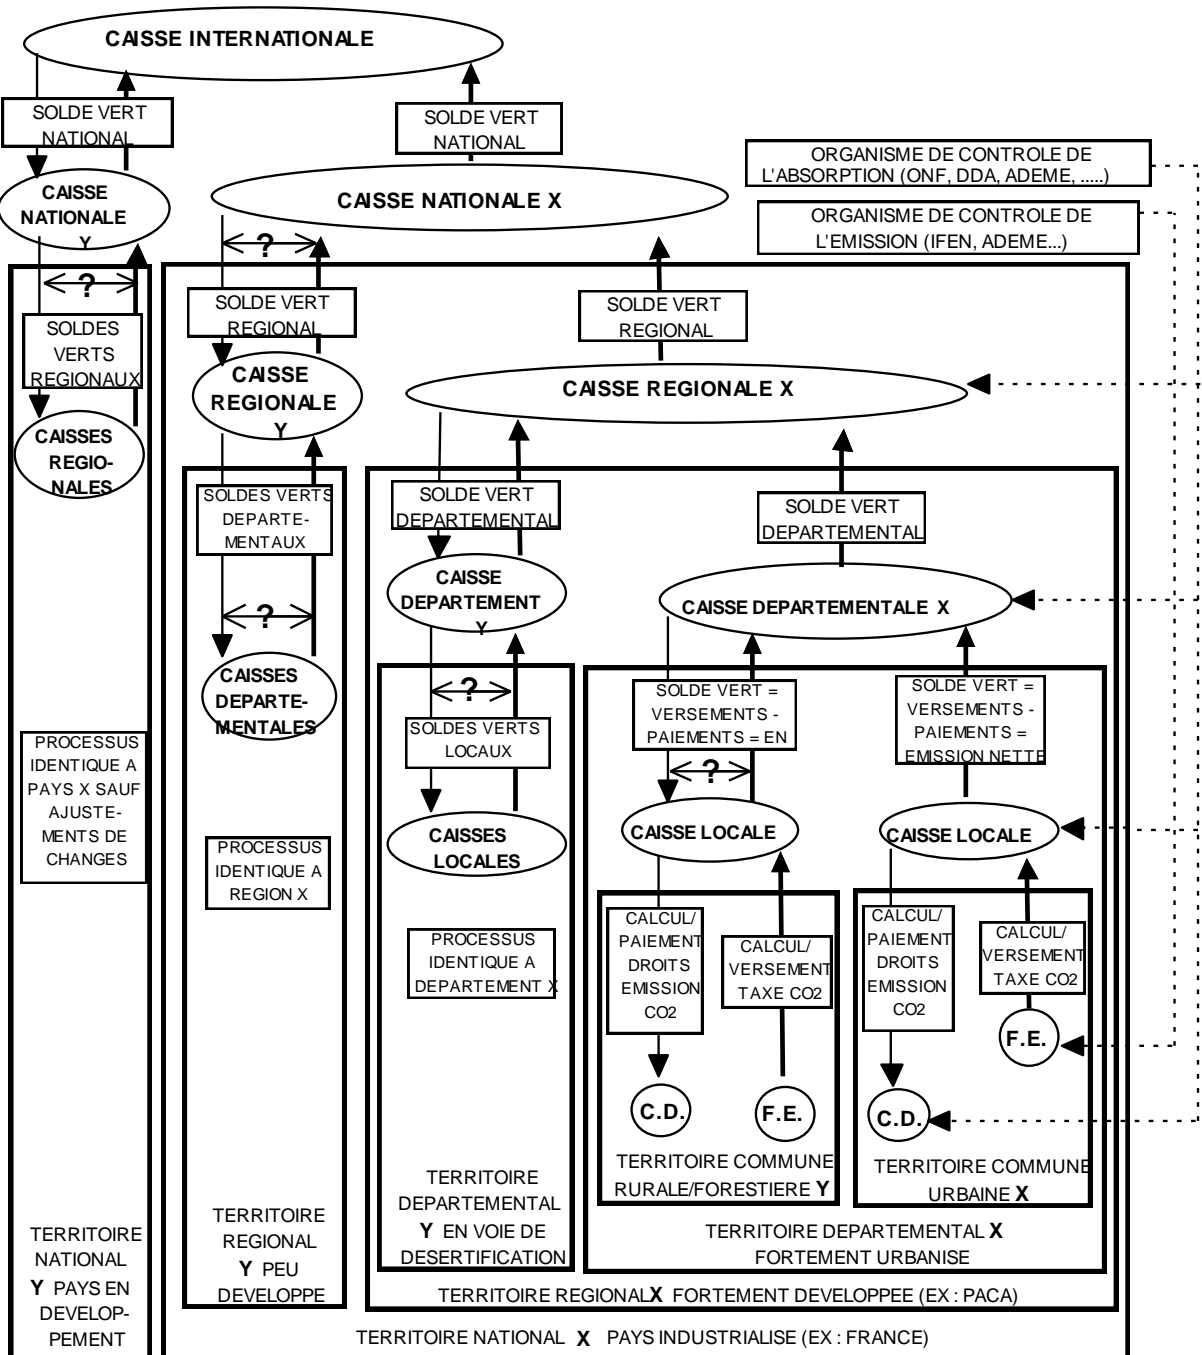 CAISSE INTERNATIONALE
SOLDE VERT
NATIONAL
SOLDE VERT
NATIONAL
ORGANISME DE CONTROLE DE
L'ABSORPTION (ONF, DDA, ADEME, .....)
ORGANISME DE CONTROLE DE
L'EMISSION (IFEN, ADEME...)
CAISSE
NATIONALE
Y
CAISSE NATIONALE X
?
?
SOLDES
VERTS
REGIONAUX
SOLDE VERT
REGIONAL
SOLDE VERT
REGIONAL
CAISSE
REGIONALE
Y
CAISSE REGIONALE X
CAISSES
REGIO-
NALES
SOLDES VERTS
DEPARTE-
MENTAUX
SOLDE VERT
DEPARTEMENTAL
SOLDE VERT
DEPARTEMENTAL
CAISSE
DEPARTEMENT
Y
CAISSE DEPARTEMENTALE X
?
CAISSES
DEPARTE-
MENTALES
?
SOLDES VERTS
LOCAUX
SOLDE VERT =
VERSEMENTS -
PAIEMENTS = EN
?
SOLDE VERT =
VERSEMENTS -
PAIEMENTS =
EMISSION NETTE
PROCESSUS
IDENTIQUE A
PAYS X SAUF
AJUSTE-
MENTS DE
CHANGES
PROCESSUS
IDENTIQUE A
REGION X
CAISSES
LOCALES
CAISSE LOCALE
CAISSE LOCALE
PROCESSUS
IDENTIQUE A
DEPARTEMENT X
CALCUL/
PAIEMENT
DROITS
EMISSION
CO2
CALCUL/
VERSEMENT
TAXE CO2
CALCUL/
PAIEMENT
DROITS
EMISSION
CO2
CALCUL/
VERSEMENT
TAXE CO2
C.D.
F.E.
C.D.
F.E.
TERRITOIRE COMMUNE
RURALE/FORESTIERE Y
TERRITOIRE COMMUNE
URBAINE X
TERRITOIRE
NATIONAL
Y PAYS EN
DEVELOP-
PEMENT
TERRITOIRE
REGIONAL
Y PEU
DEVELOPPE
TERRITOIRE
DEPARTEMENTAL
Y EN VOIE DE
DESERTIFICATION
TERRITOIRE DEPARTEMENTAL X
FORTEMENT URBANISE
TERRITOIRE REGIONAL X FORTEMENT DEVELOPPEE (EX : PACA)
TERRITOIRE NATIONAL X PAYS INDUSTRIALISE (EX : FRANCE)